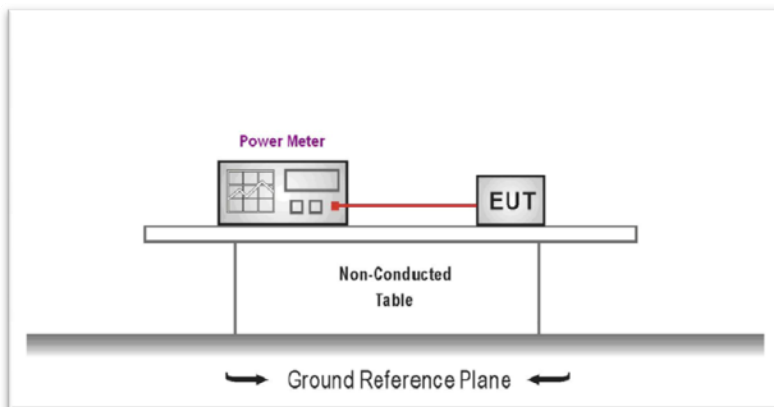 Power Meter
EUT
Non-Conducted
Table
Ground Reference Plane